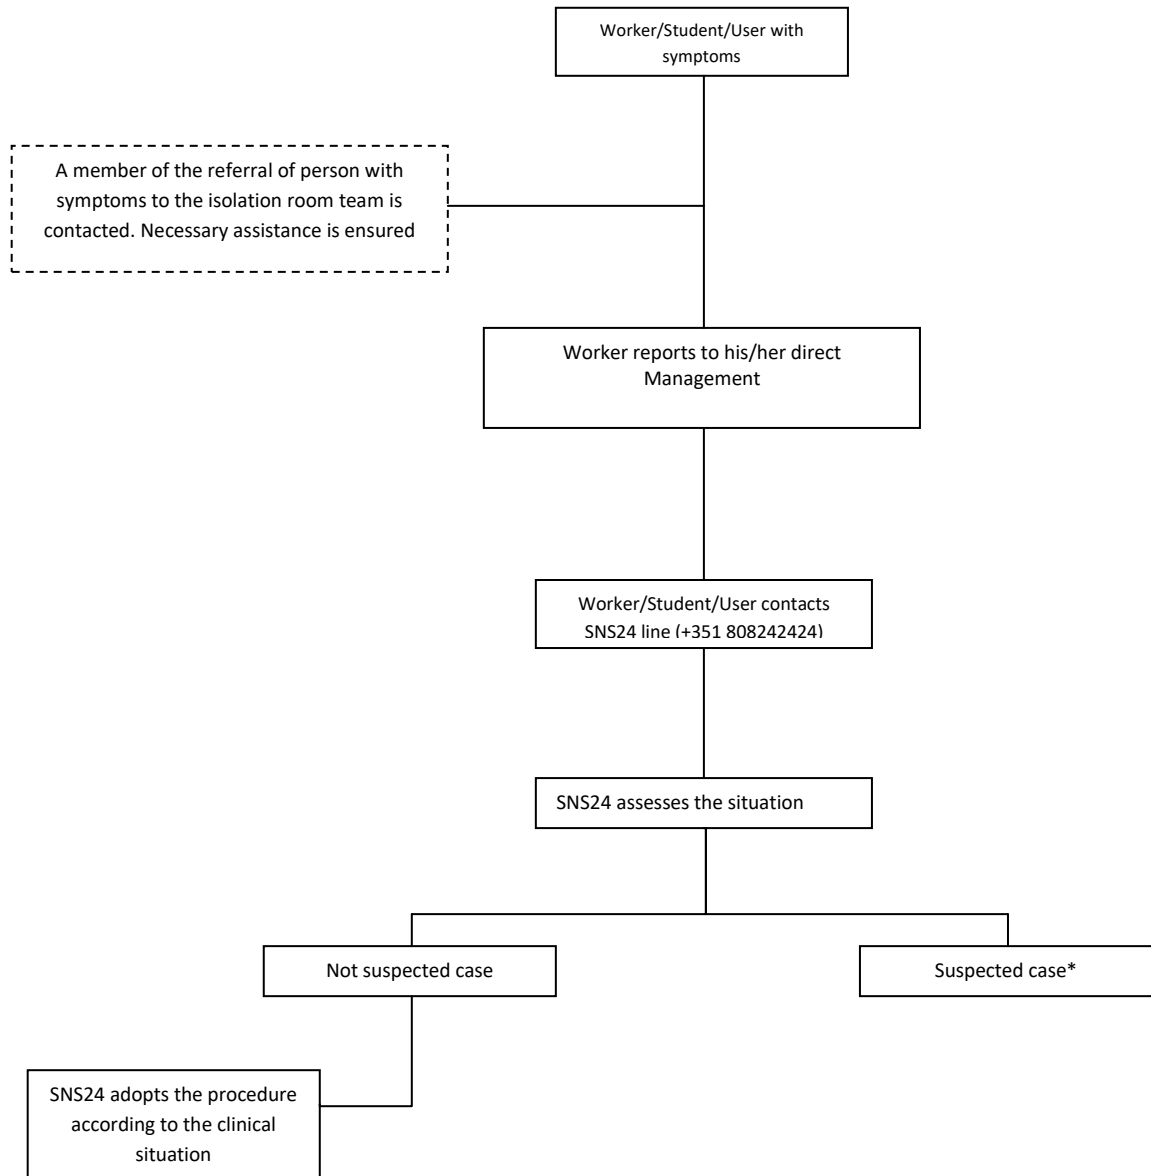 Worker/Student/User with
symptoms
A member of the referral of person with
symptoms to the isolation room team is
contacted. Necessary assistance is ensured
Worker reports to his/her direct
Management
Worker/Student/User contacts
SNS24 line (+351 808242424)
SNS24 assesses the situation
Not suspected case
Suspected case*
SNS24 adopts the procedure
according to the clinical
situation